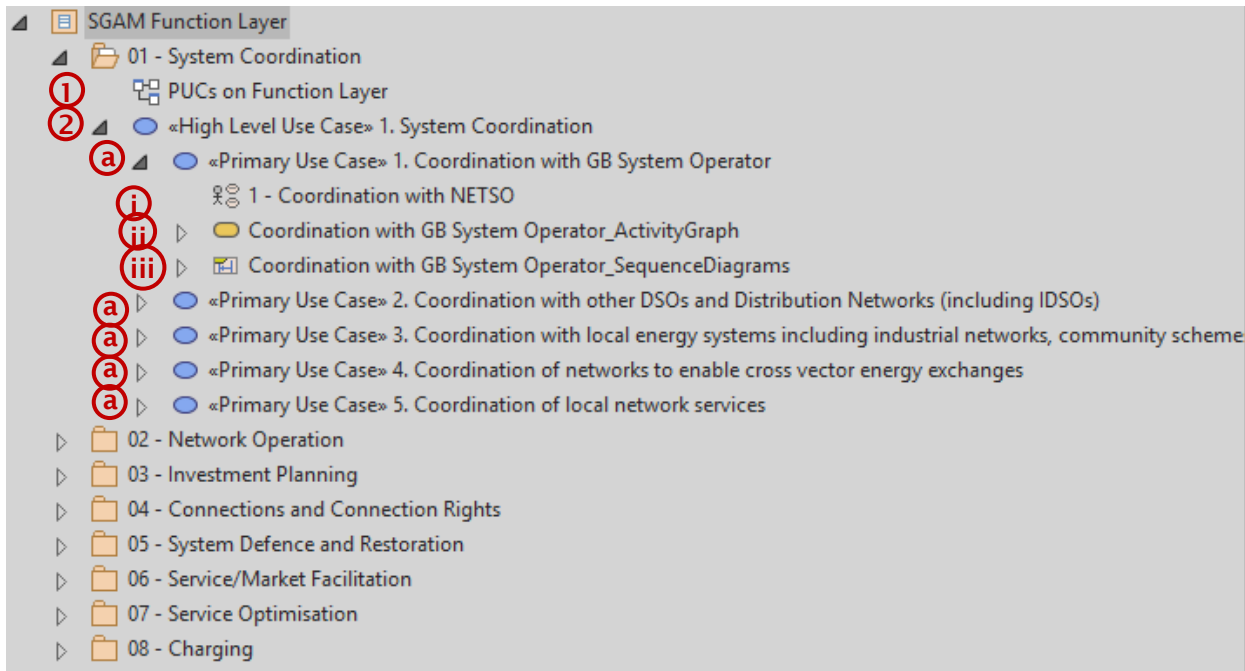 SGAM Function Layer
01 - System Coordination
1 PUCs on Function Layer
2 «High Level Use Case» 1. System Coordination
a «Primary Use Case» 1. Coordination with GB System Operator
i 1 - Coordination with NETSO
ii Coordination with GB System Operator_ActivityGraph
iii Coordination with GB System Operator_SequenceDiagrams
a «Primary Use Case» 2. Coordination with other DSOs and Distribution Networks (including IDSOs)
a «Primary Use Case» 3. Coordination with local energy systems including industrial networks, community scheme
a «Primary Use Case» 4. Coordination of networks to enable cross vector energy exchanges
a «Primary Use Case» 5. Coordination of local network services
02 - Network Operation
03 - Investment Planning
04 - Connections and Connection Rights
05 - System Defence and Restoration
06 - Service/Market Facilitation
07 - Service Optimisation
08 - Charging